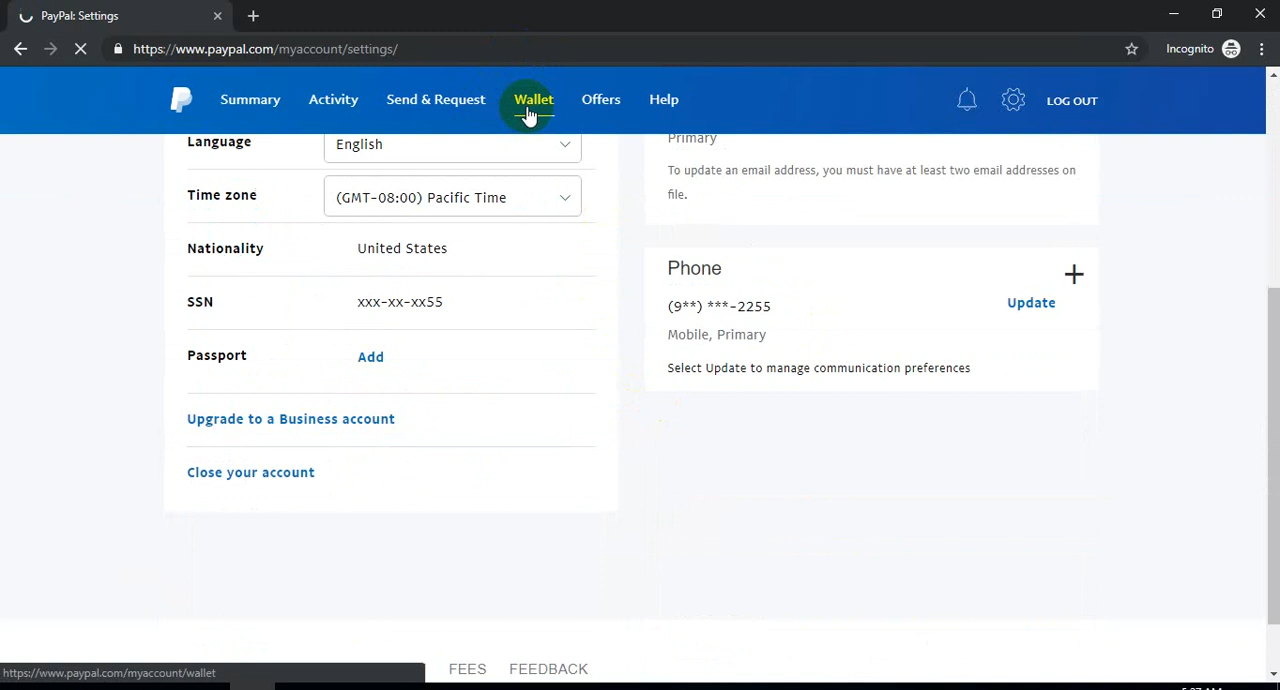 PayPal: Settings
https://www.paypal.com/myaccount/settings/
Incognito
Summary Activity Send & Request Wallet Offers Help LOG OUT
Language English
Time zone (GMT-08:00) Pacific Time
Nationality United States
SSN xxx-xx-xx55
Passport Add
Upgrade to a Business account
Close your account
Primary
To update an email address, you must have at least two email addresses on
file.
Phone
(9**) ***-2255 Update
Mobile, Primary
Select Update to manage communication preferences
FEES FEEDBACK
https://www.paypal.com/myaccount/wallet